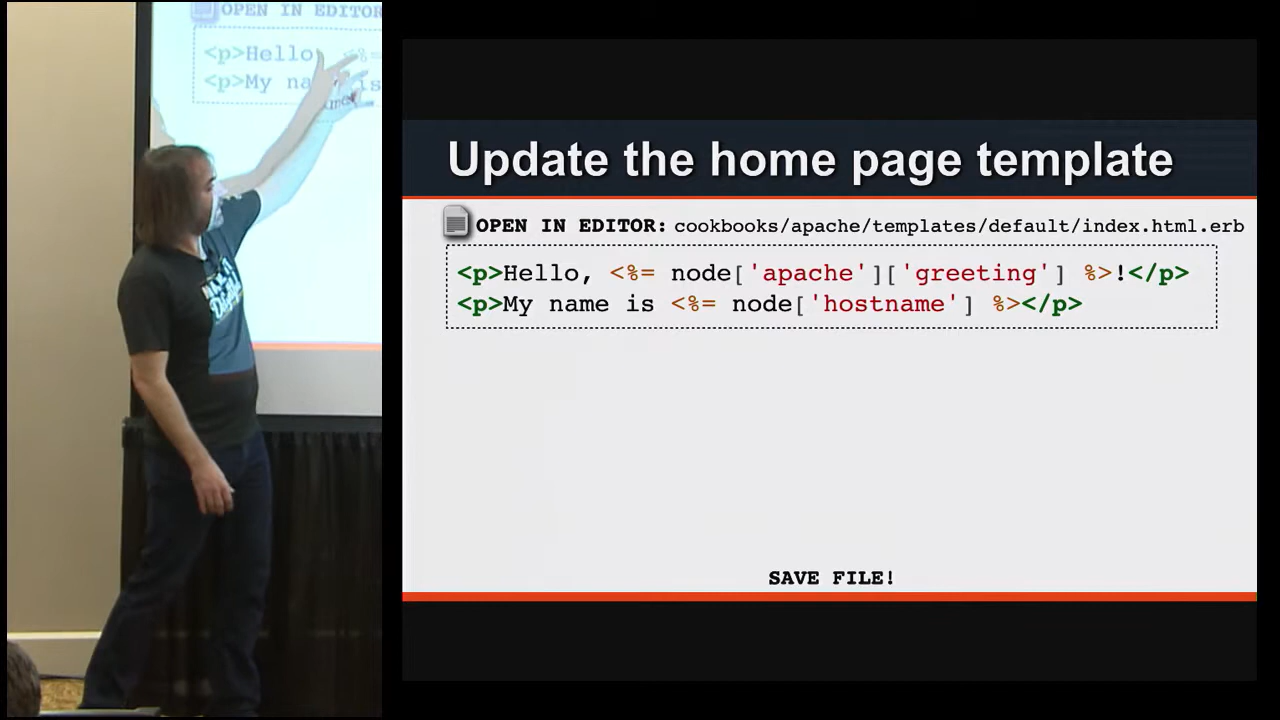 OPEN IN EDITOR
<p>Hello, <%=
<p>My na is
Update the home page template
OPEN IN EDITOR: cookbooks/apache/templates/default/index.html.erb
<p>Hello, <%= node['apache']['greeting'] %>!</p>
<p>My name is <%= node['hostname'] %></p>
SAVE FILE!